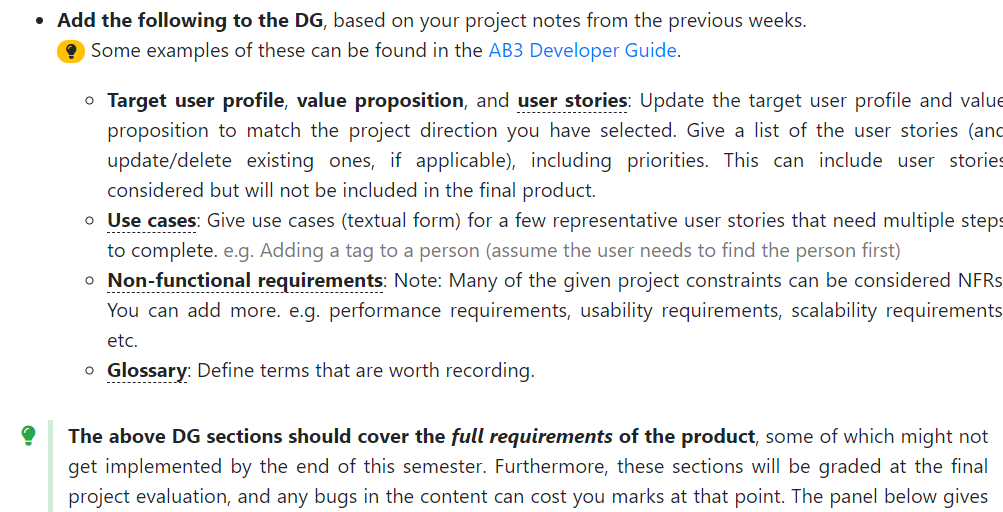 Add the following to the DG, based on your project notes from the previous weeks.
Some examples of these can be found in the AB3 Developer Guide.
Target user profile, value proposition, and user stories: Update the target user profile and value
proposition to match the project direction you have selected. Give a list of the user stories (and
update/delete existing ones, if applicable), including priorities. This can include user stories
considered but will not be included in the final product.
Use cases: Give use cases (textual form) for a few representative user stories that need multiple steps
to complete. e.g. Adding a tag to a person (assume the user needs to find the person first)
Non-functional requirements: Note: Many of the given project constraints can be considered NFRs
You can add more. e.g. performance requirements, usability requirements, scalability requirements
etc.
Glossary: Define terms that are worth recording.
The above DG sections should cover the full requirements of the product, some of which might not
get implemented by the end of this semester. Furthermore, these sections will be graded at the final
project evaluation, and any bugs in the content can cost you marks at that point. The panel below gives